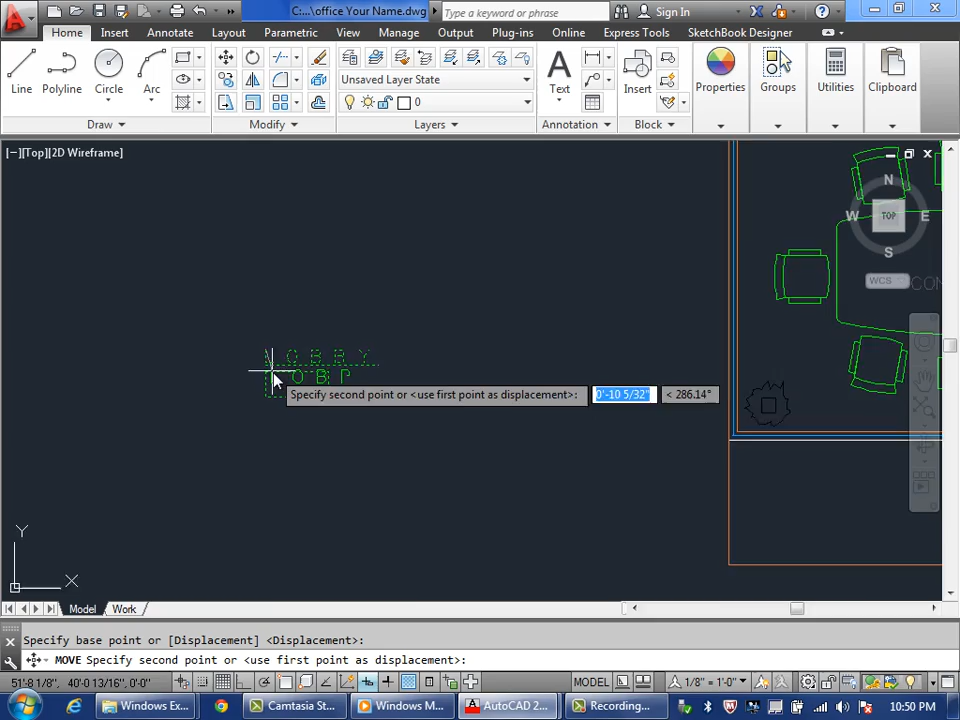 C:...\office Your Name.dwg
Type a keyword or phrase
Sign In
Home Insert Annotate Layout Parametric View Manage Output Plug-ins Online Express Tools SketchBook Designer
Line Polyline Circle Arc
Unsaved Layer State
0
Text
Insert
Properties Groups Utilities Clipboard
Draw Modify Layers Annotation Block
[−][Top][2D Wireframe]
N
W TOP E
S
WCS
CON
Specify second point or <use first point as displacement>: 0'-10 5/32" < 286.14°
Y
X
Model Work
Specify base point or [Displacement] <Displacement>:
MOVE Specify second point or <use first point as displacement>:
51'-8 1/8", 40'-0 13/16", 0'-0"
MODEL
1/8" = 1'-0"
Windows Ex...
Camtasia St...
Windows M...
AutoCAD 2...
Recording...
10:50 PM